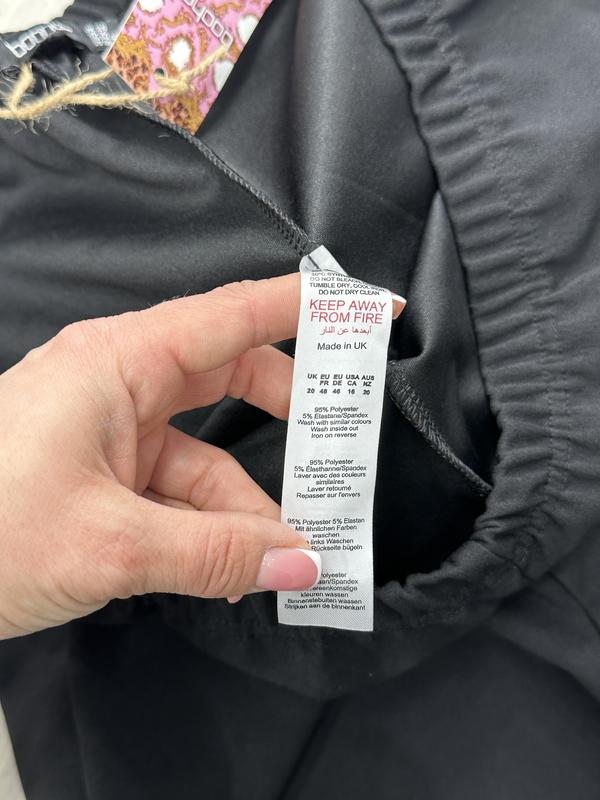 boohoo
DO NOT BLEACH
TUMBLE DRY, COOL IRON
DO NOT DRY CLEAN
KEEP AWAY
FROM FIRE
أبعدها عن النار
Made in UK
UK EU EU USA AUS
FR DE CA NZ
20 48 46 16 20
95% Polyester
5% Elastane/Spandex
Wash with similar colours
Wash inside out
Iron on reverse
95% Polyester
5% Élasthanne/Spandex
Laver avec des couleurs
similaires
Laver retourné
Repasser sur l'envers
95% Polyester 5% Elastan
Mit ähnlichen Farben
waschen
links Waschen
Rückseite bügeln
kleuren wassen
Binnenstebuiten wassen
Strijken aan de binnenkant